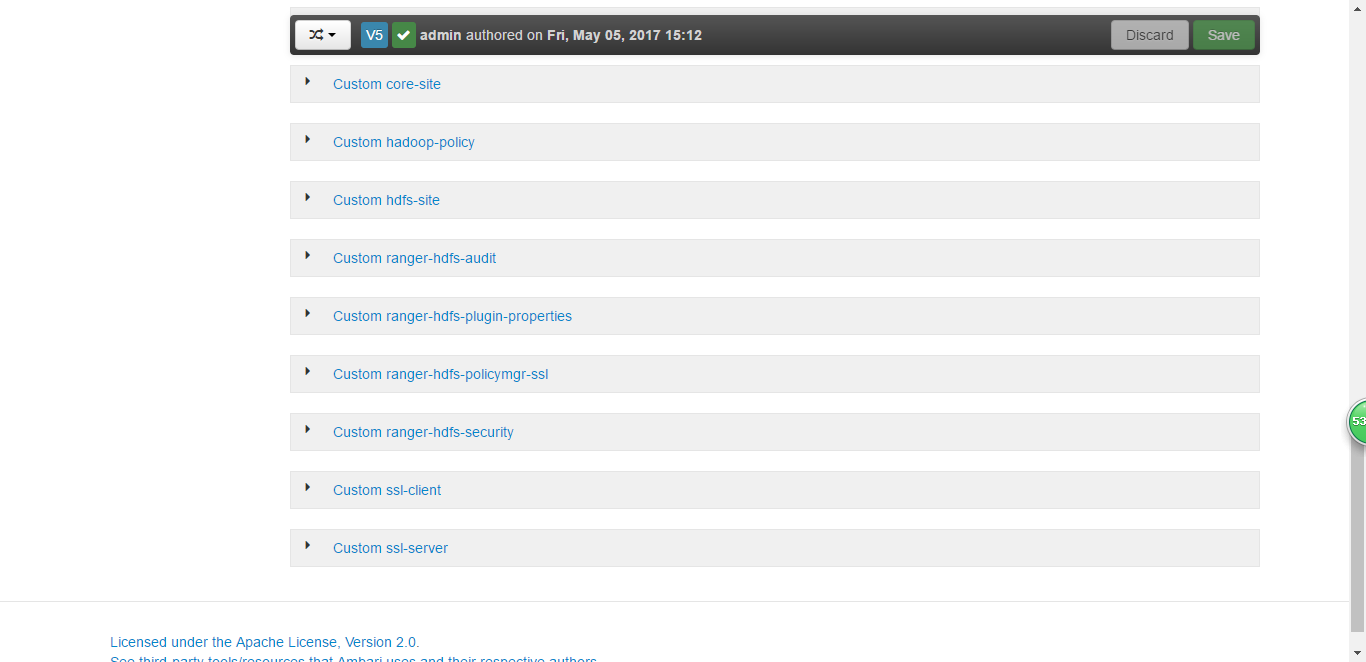 V5 admin authored on Fri, May 05, 2017 15:12 Discard Save
Custom core-site
Custom hadoop-policy
Custom hdfs-site
Custom ranger-hdfs-audit
Custom ranger-hdfs-plugin-properties
Custom ranger-hdfs-policymgr-ssl
Custom ranger-hdfs-security
53
Custom ssl-client
Custom ssl-server
Licensed under the Apache License, Version 2.0.
See third-party tools/resources that Ambari uses and their respective authors